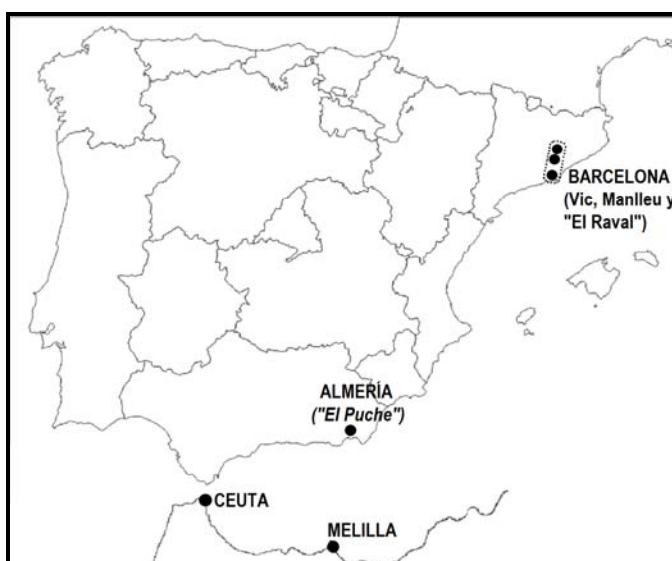 BARCELONA
(Vic, Manlleu y
"El Raval")
ALMERÍA
("El Puche")
CEUTA
MELILLA